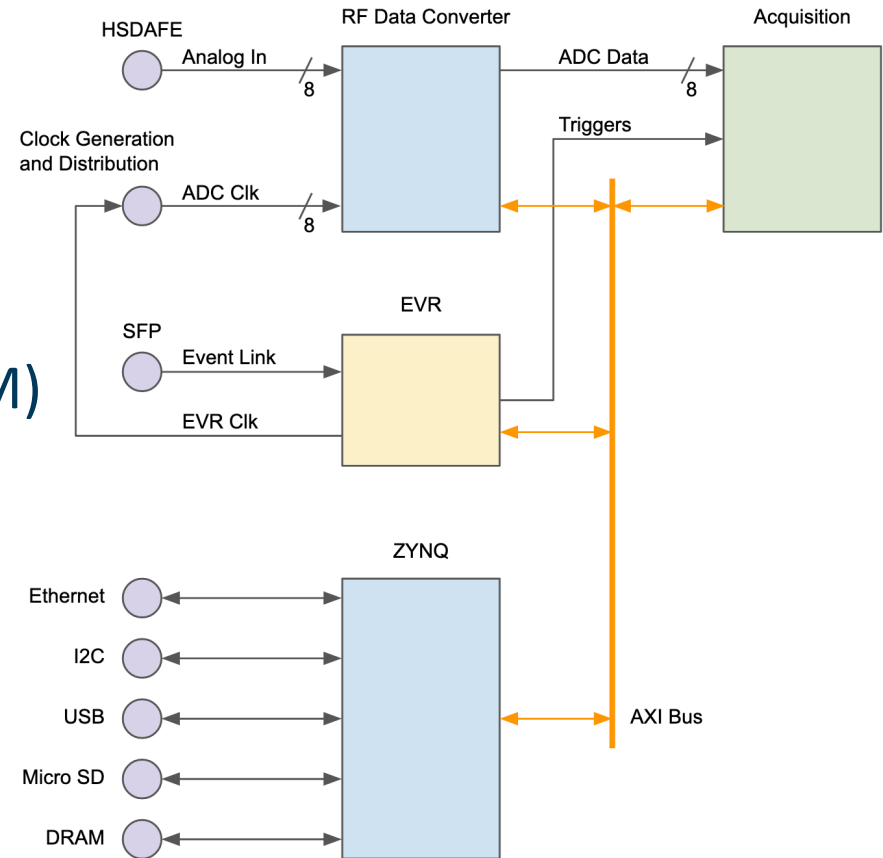 RF Data Converter
Acquisition
HSDAFE
Analog In
8
ADC Data
8
Triggers
Clock Generation
and Distribution
ADC Clk
8
EVR
SFP
Event Link
M)
EVR Clk
ZYNQ
Ethernet
I2C
USB
AXI Bus
Micro SD
DRAM